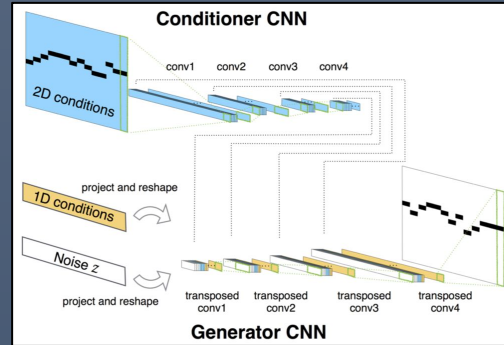 Conditioner CNN
conv1 conv2 conv3 conv4
2D conditions
project and reshape
1D conditions
Noise z
project and reshape
transposed conv1
transposed conv2
transposed conv3
transposed conv4
Generator CNN